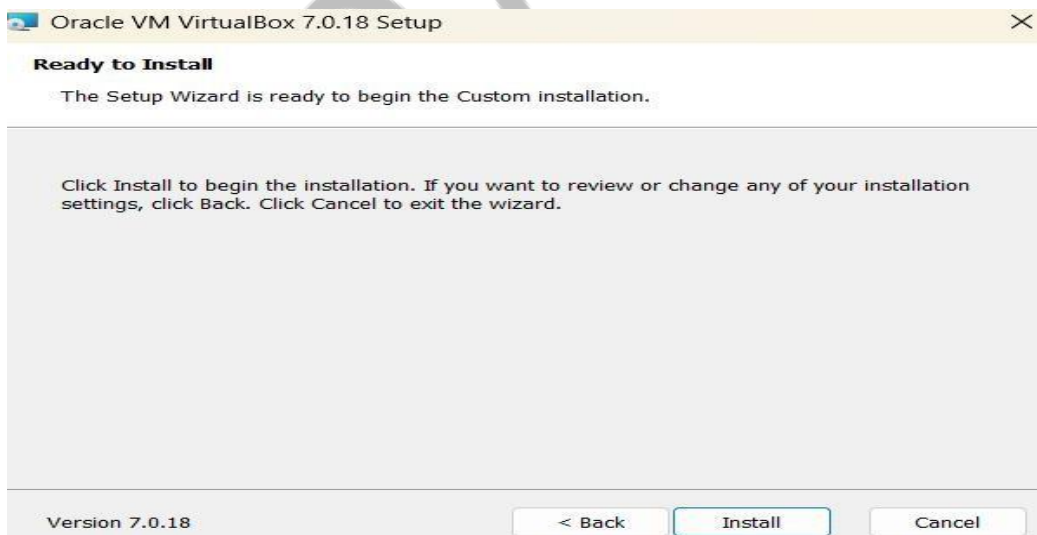 Oracle VM VirtualBox 7.0.18 Setup
Ready to Install
The Setup Wizard is ready to begin the Custom installation.
Click Install to begin the installation. If you want to review or change any of your installation
settings, click Back. Click Cancel to exit the wizard.
Version 7.0.18
< Back
Install
Cancel